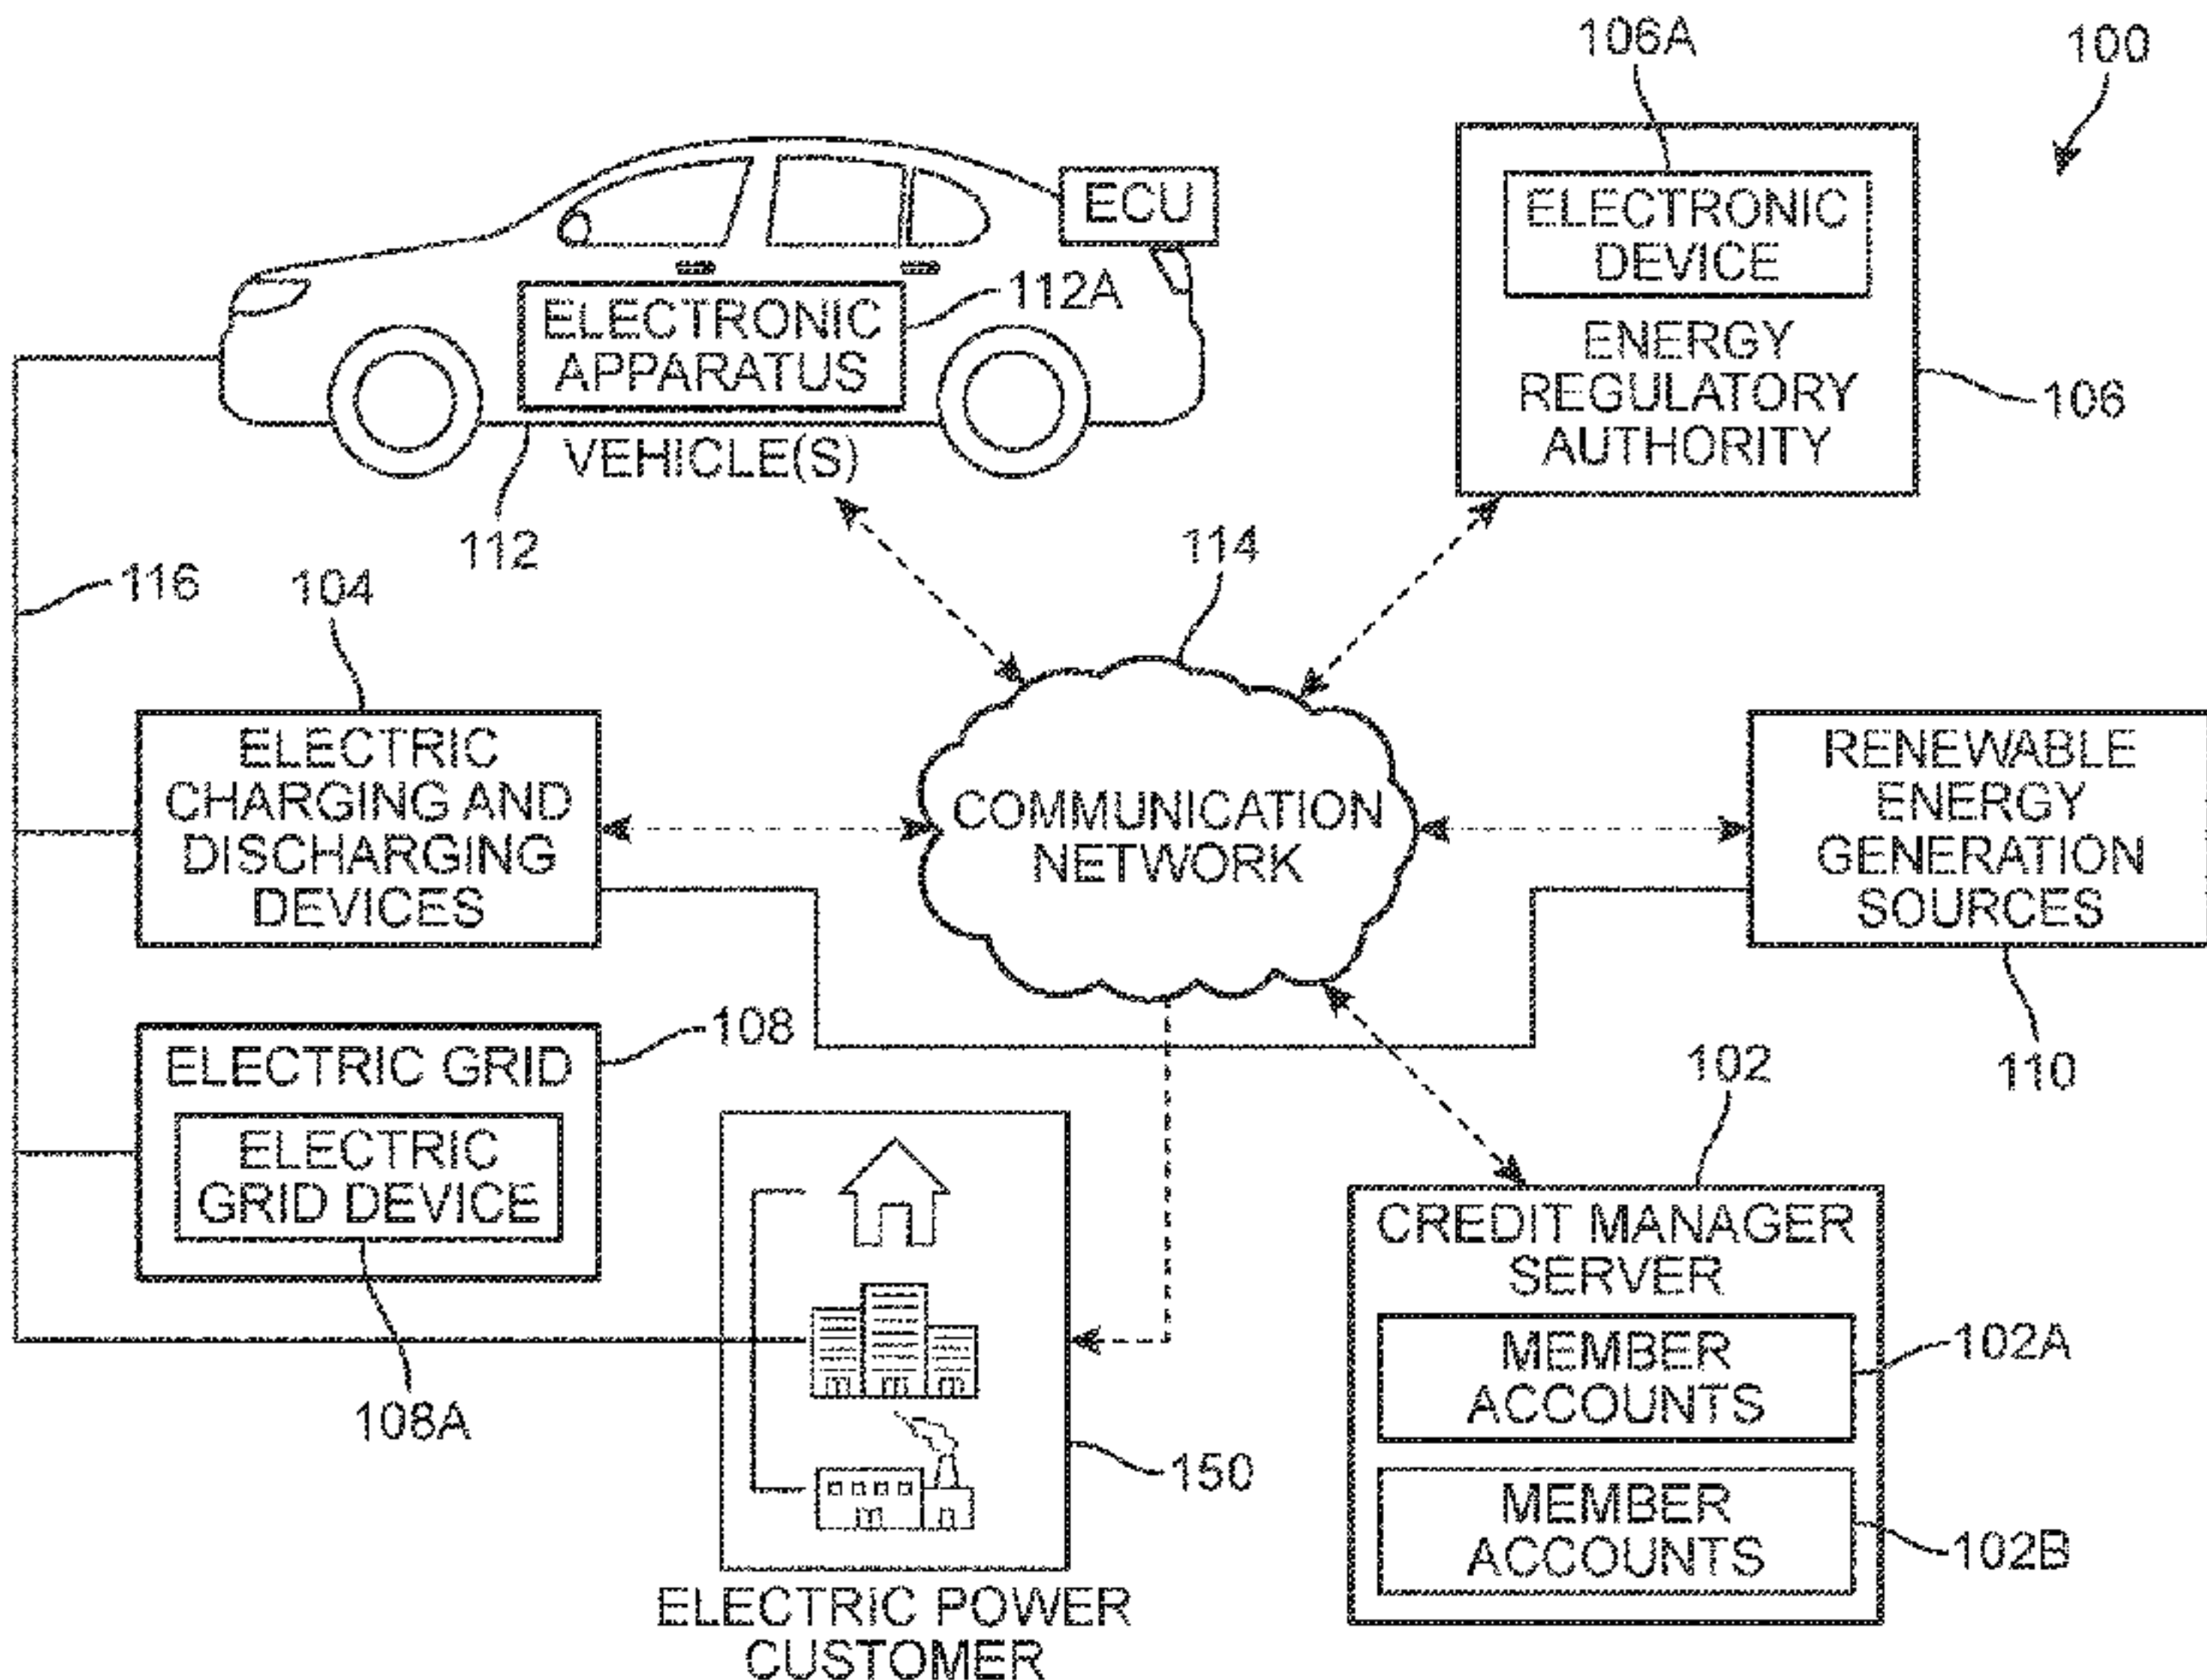 106A
100
ECU
ELECTRONIC
DEVICE
112A
ELECTRONIC
APPARATUS
ENERGY
REGULATORY
AUTHORITY
106
VEHICLE(S)
112
114
116
104
ELECTRIC
CHARGING AND
DISCHARGING
DEVICES
COMMUNICATION
NETWORK
RENEWABLE
ENERGY
GENERATION
SOURCES
108
ELECTRIC GRID
ELECTRIC
GRID DEVICE
108A
102
110
CREDIT MANAGER
SERVER
MEMBER
ACCOUNTS
102A
150
MEMBER
ACCOUNTS
102B
ELECTRIC POWER
CUSTOMER